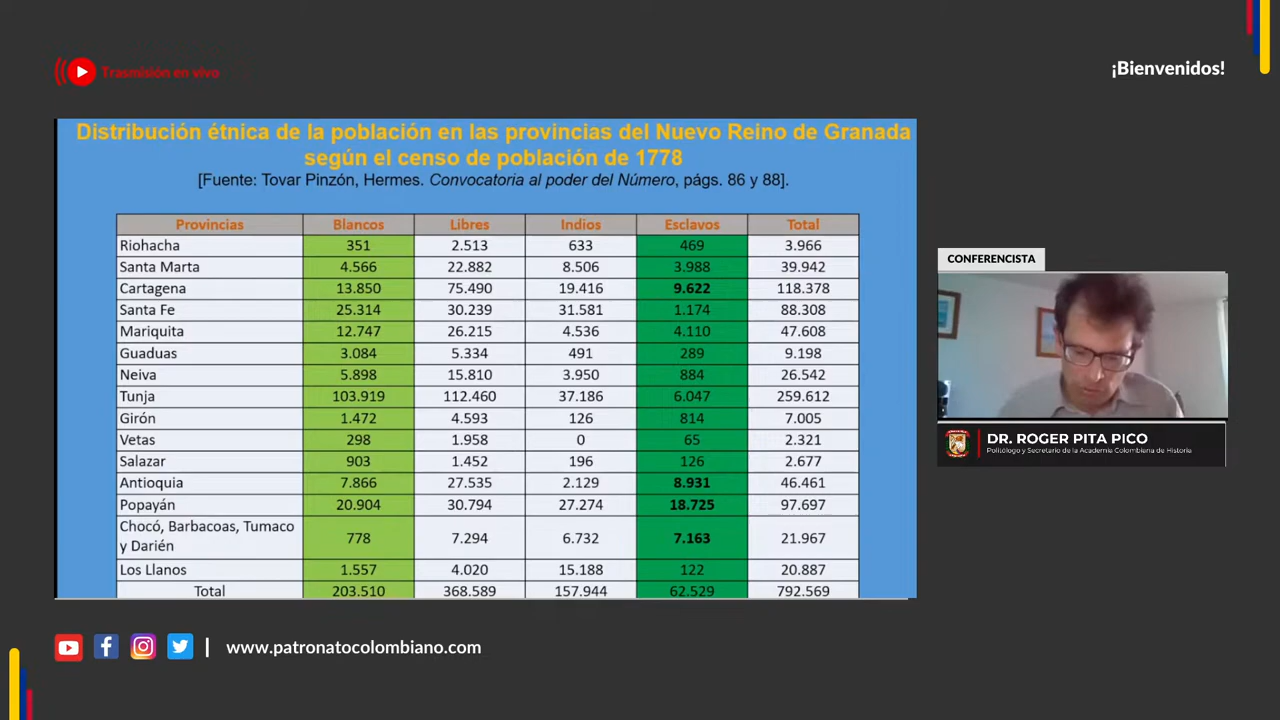 Trasmisión en vivo
¡Bienvenidos!
Distribución étnica de la población en las provincias del Nuevo Reino de Granada
según el censo de población de 1778
[Fuente: Tovar Pinzón, Hermes. Convocatoria al poder del Número, págs. 86 y 88].
Provincias Blancos Libres Indios Esclavos Total
Riohacha 351 2.513 633 469 3.966
Santa Marta 4.566 22.882 8.506 3.988 39.942
Cartagena 13.850 75.490 19.416 9.622 118.378
Santa Fe 25.314 30.239 31.581 1.174 88.308
Mariquita 12.747 26.215 4.536 4.110 47.608
Guaduas 3.084 5.334 491 289 9.198
Neiva 5.898 15.810 3.950 884 26.542
Tunja 103.919 112.460 37.186 6.047 259.612
Girón 1.472 4.593 126 814 7.005
Vetas 298 1.958 0 65 2.321
Salazar 903 1.452 196 126 2.677
Antioquia 7.866 27.535 2.129 8.931 46.461
Popayán 20.904 30.794 27.274 18.725 97.697
Chocó, Barbacoas, Tumaco
y Darién 778 7.294 6.732 7.163 21.967
Los Llanos 1.557 4.020 15.188 122 20.887
Total 203.510 368.589 157.944 62.529 792.569
CONFERENCISTA
DR. ROGER PITA PICO
Politólogo y Secretario de la Academia Colombiana de Historia
www.patronatocolombiano.com